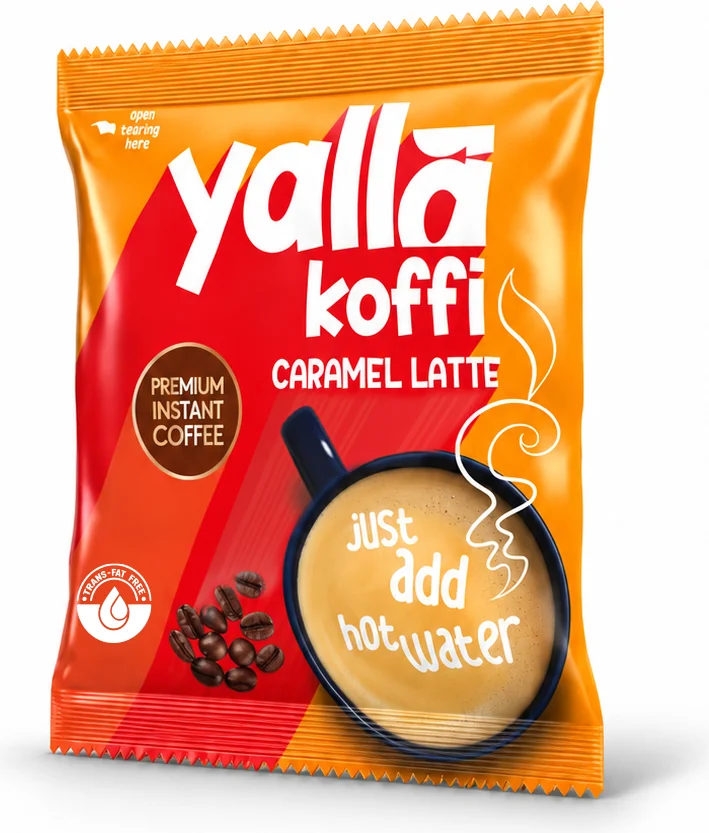 open
tearing
here
yallā
koffi
CARAMEL LATTE
PREMIUM
INSTANT
COFFEE
just
add
hot water
•TRANS-FAT FREE•